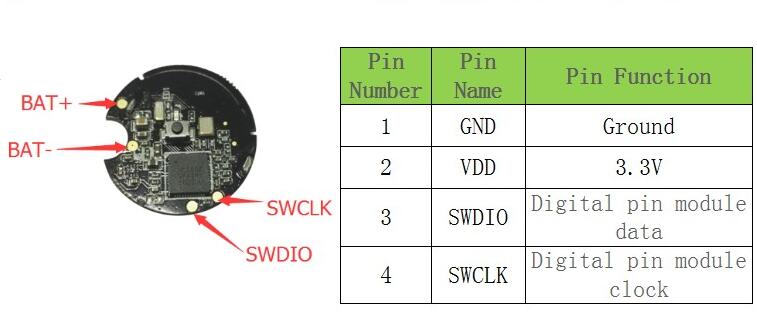 BAT+
BAT-
SWCLK
SWDIO
Pin Number Pin Name Pin Function
1 GND Ground
2 VDD 3.3V
3 SWDIO Digital pin module data
4 SWCLK Digital pin module clock